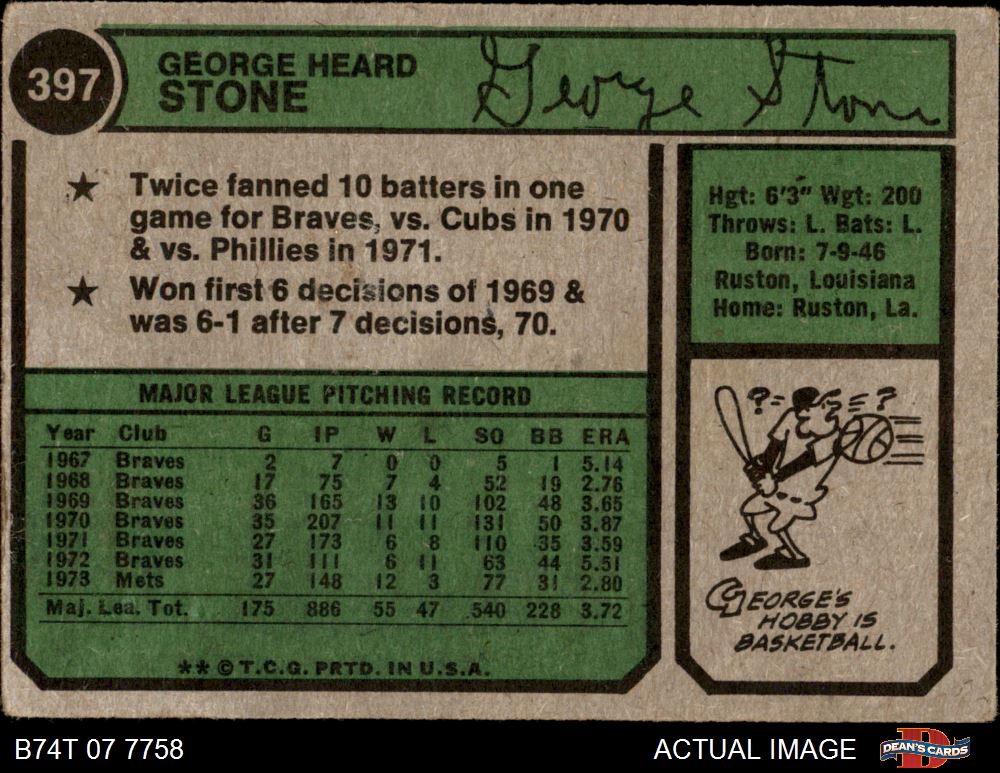 397
GEORGE HEARD
STONE
George Stone
★ Twice fanned 10 batters in one
game for Braves, vs. Cubs in 1970
& vs. Phillies in 1971.
★ Won first 6 decisions of 1969 &
was 6-1 after 7 decisions, 70.
Hgt: 6'3" Wgt: 200
Throws: L. Bats: L.
Born: 7-9-46
Ruston, Louisiana
Home: Ruston, La.
MAJOR LEAGUE PITCHING RECORD
Year Club G IP W L SO BB ERA
1967 Braves 2 7 0 0 5 1 5.14
1968 Braves 17 75 7 4 52 19 2.76
1969 Braves 36 165 13 10 102 48 3.65
1970 Braves 35 207 11 11 131 50 3.87
1971 Braves 27 173 6 8 110 35 3.59
1972 Braves 31 111 6 11 63 44 5.51
1973 Mets 27 148 12 3 77 31 2.80
Maj. Lea. Tot. 175 886 55 47 540 228 3.72
** © T.C.G. PRTD. IN U.S.A.
?= = ?
GEORGE'S
HOBBY IS
BASKETBALL.
B74T 07 7758
ACTUAL IMAGE
D
DEAN'S CARDS